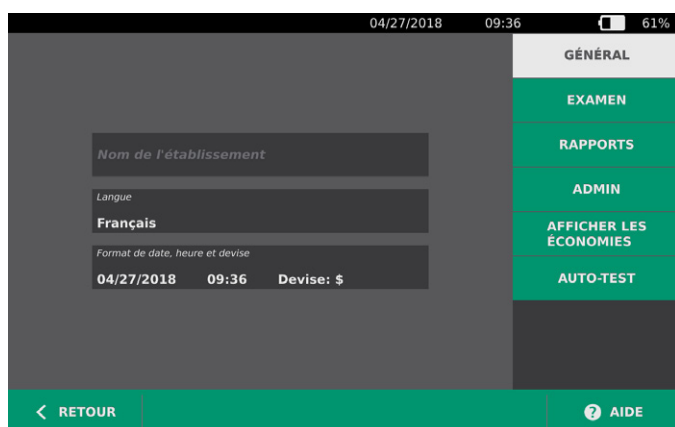 04/27/2018 09:36 61%
GÉNÉRAL
EXAMEN
RAPPORTS
ADMIN
AFFICHER LES
ÉCONOMIES
AUTO-TEST
Nom de l'établissement
Langue
Français
Format de date, heure et devise
04/27/2018 09:36 Devise: $
RETOUR
? AIDE